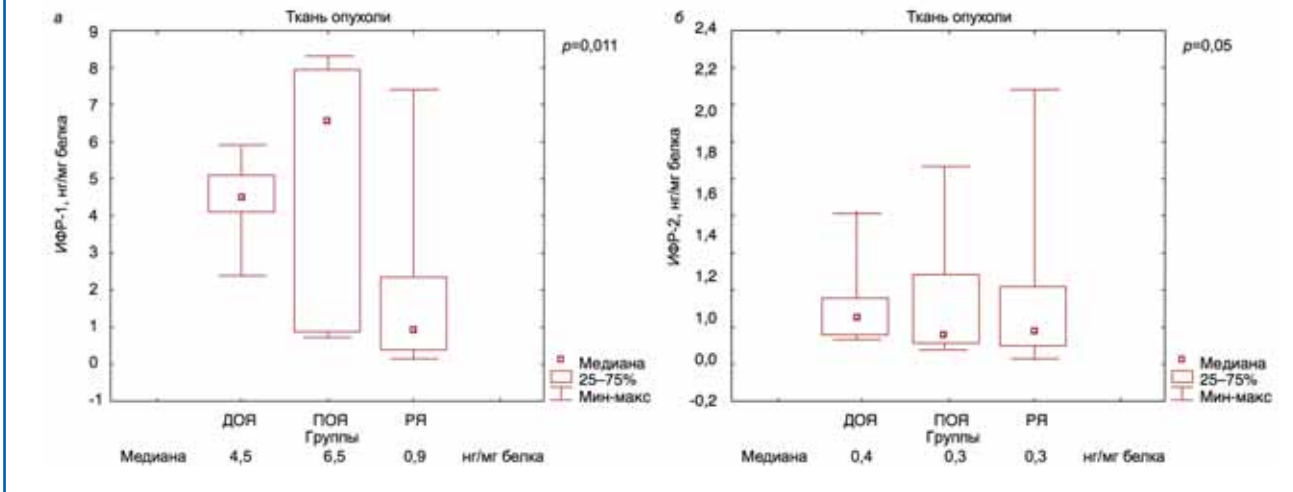 а
Ткань опухоли
p=0,011
ИФР-1, нг/мг белка
9
8
7
6
5
4
3
2
1
0
-1
Медиана
25–75%
Мин-макс
ДОЯ ПОЯ РЯ
Группы
Медиана 4,5 6,5 0,9 нг/мг белка
б
Ткань опухоли
p=0,05
ИФР-2, нг/мг белка
2,4
2,2
2,0
1,8
1,6
1,4
1,2
1,0
0,0
-0,2
Медиана
25–75%
Мин-макс
ДОЯ ПОЯ РЯ
Группы
Медиана 0,4 0,3 0,3 нг/мг белка